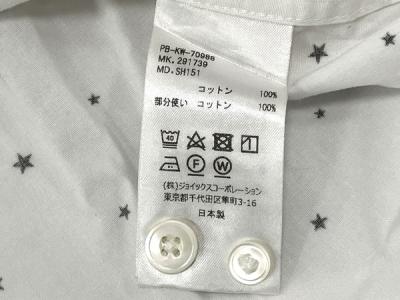 PB-KW-70986
MK.291739
MD.SH151
コットン 100%
部分使い コットン 100%
40
F W
(株)ジョイックスコーポレーション
東京都千代田区隼町3-16
日本製